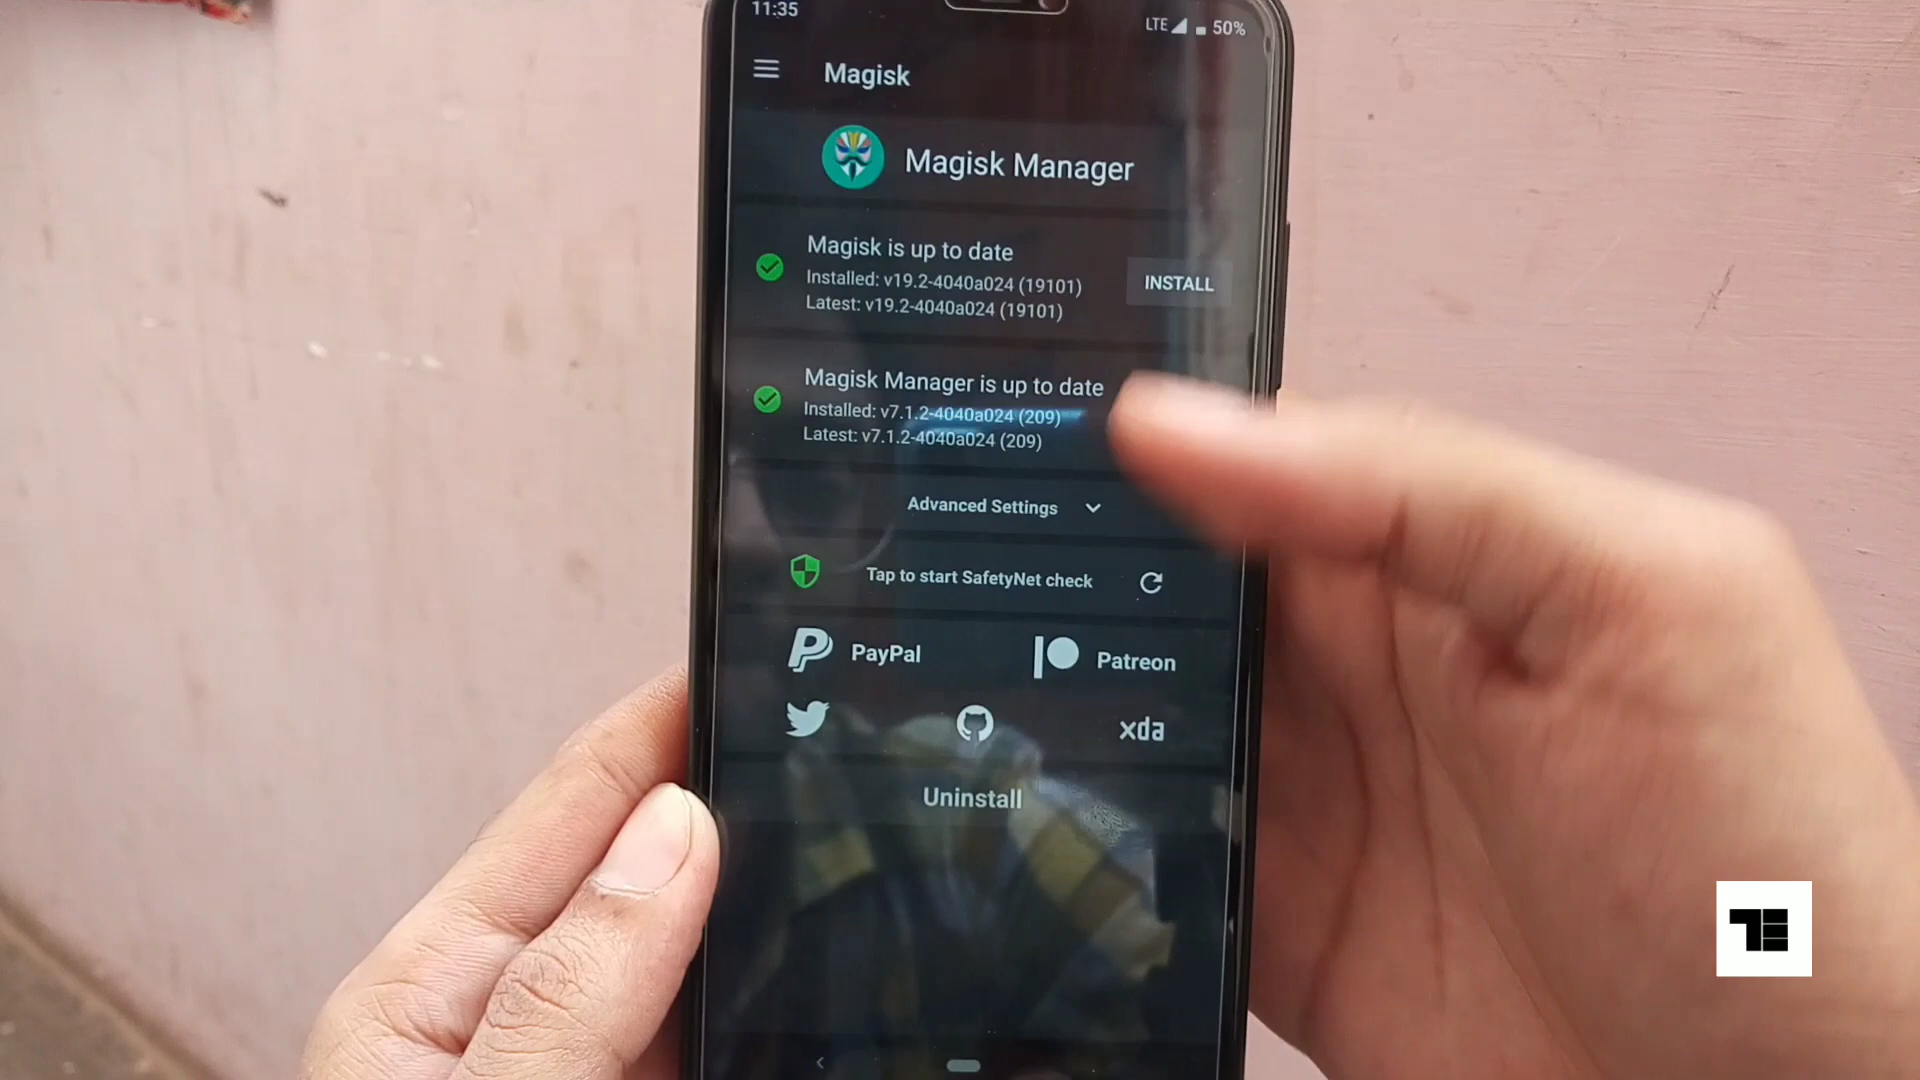 11:35
LTE 50%
Magisk
Magisk Manager
Magisk is up to date
Installed: v19.2-4040a024 (19101)
Latest: v19.2-4040a024 (19101)
INSTALL
Magisk Manager is up to date
Installed: v7.1.2-4040a024 (209)
Latest: v7.1.2-4040a024 (209)
Advanced Settings
Tap to start SafetyNet check
PayPal
Patreon
xda
Uninstall
TE